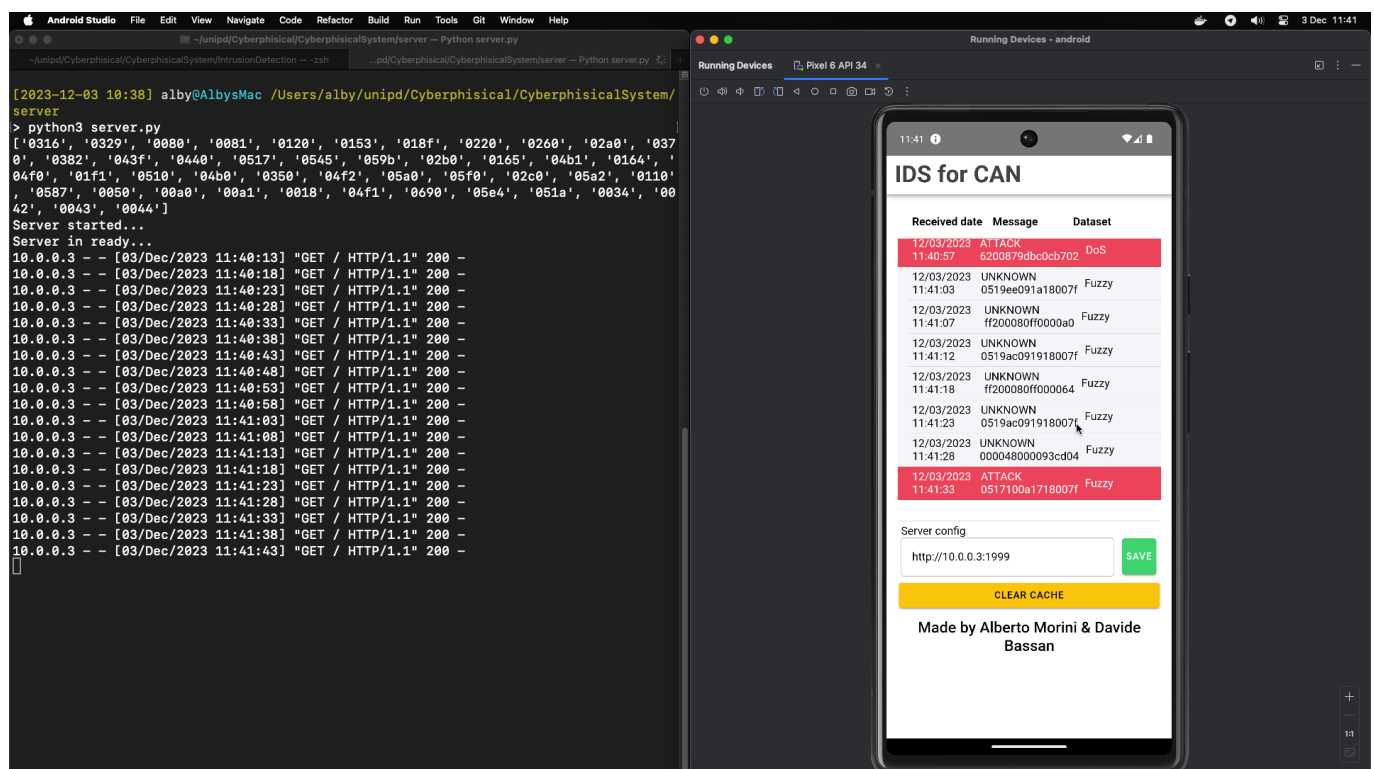 Android Studio File Edit View Navigate Code Refactor Build Run Tools Git Window Help 3 Dec 11:41
~/unipd/Cyberphisical/CyberphisicalSystem/server — Python server.py
~/unipd/Cyberphisical/CyberphisicalSystem/IntrusionDetection — -zsh
...pd/Cyberphisical/CyberphisicalSystem/server — Python server.py
[2023-12-03 10:38] alby@AlbysMac /Users/alby/unipd/Cyberphisical/CyberphisicalSystem/
server
> python3 server.py
['0316', '0329', '0080', '0081', '0120', '0153', '018f', '0220', '0260', '02a0', '037
0', '0382', '043f', '0440', '0517', '0545', '059b', '02b0', '0165', '04b1', '0164', '
04f0', '01f1', '0510', '04b0', '0350', '04f2', '05a0', '05f0', '02c0', '05a2', '0110'
, '0587', '0050', '00a0', '00a1', '0018', '04f1', '0690', '05e4', '051a', '0034', '00
42', '0043', '0044']
Server started...
Server in ready...
10.0.0.3 - - [03/Dec/2023 11:40:13] "GET / HTTP/1.1" 200 -
10.0.0.3 - - [03/Dec/2023 11:40:18] "GET / HTTP/1.1" 200 -
10.0.0.3 - - [03/Dec/2023 11:40:23] "GET / HTTP/1.1" 200 -
10.0.0.3 - - [03/Dec/2023 11:40:28] "GET / HTTP/1.1" 200 -
10.0.0.3 - - [03/Dec/2023 11:40:33] "GET / HTTP/1.1" 200 -
10.0.0.3 - - [03/Dec/2023 11:40:38] "GET / HTTP/1.1" 200 -
10.0.0.3 - - [03/Dec/2023 11:40:43] "GET / HTTP/1.1" 200 -
10.0.0.3 - - [03/Dec/2023 11:40:48] "GET / HTTP/1.1" 200 -
10.0.0.3 - - [03/Dec/2023 11:40:53] "GET / HTTP/1.1" 200 -
10.0.0.3 - - [03/Dec/2023 11:40:58] "GET / HTTP/1.1" 200 -
10.0.0.3 - - [03/Dec/2023 11:41:03] "GET / HTTP/1.1" 200 -
10.0.0.3 - - [03/Dec/2023 11:41:08] "GET / HTTP/1.1" 200 -
10.0.0.3 - - [03/Dec/2023 11:41:13] "GET / HTTP/1.1" 200 -
10.0.0.3 - - [03/Dec/2023 11:41:18] "GET / HTTP/1.1" 200 -
10.0.0.3 - - [03/Dec/2023 11:41:23] "GET / HTTP/1.1" 200 -
10.0.0.3 - - [03/Dec/2023 11:41:28] "GET / HTTP/1.1" 200 -
10.0.0.3 - - [03/Dec/2023 11:41:33] "GET / HTTP/1.1" 200 -
10.0.0.3 - - [03/Dec/2023 11:41:38] "GET / HTTP/1.1" 200 -
10.0.0.3 - - [03/Dec/2023 11:41:43] "GET / HTTP/1.1" 200 -
Running Devices - android
Running Devices Pixel 6 API 34
11:41
IDS for CAN
Received date Message Dataset
12/03/2023 ATTACK
11:40:57 6200879dbc0cb702 DoS
12/03/2023 UNKNOWN
11:41:03 0519ee091a18007f Fuzzy
12/03/2023 UNKNOWN
11:41:07 ff200080ff0000a0 Fuzzy
12/03/2023 UNKNOWN
11:41:12 0519ac091918007f Fuzzy
12/03/2023 UNKNOWN
11:41:18 ff200080ff000064 Fuzzy
12/03/2023 UNKNOWN
11:41:23 0519ac091918007f Fuzzy
12/03/2023 UNKNOWN
11:41:28 000048000093cd04 Fuzzy
12/03/2023 ATTACK
11:41:33 0517100a1718007f Fuzzy
Server config
http://10.0.0.3:1999
SAVE
CLEAR CACHE
Made by Alberto Morini & Davide
Bassan
1:1